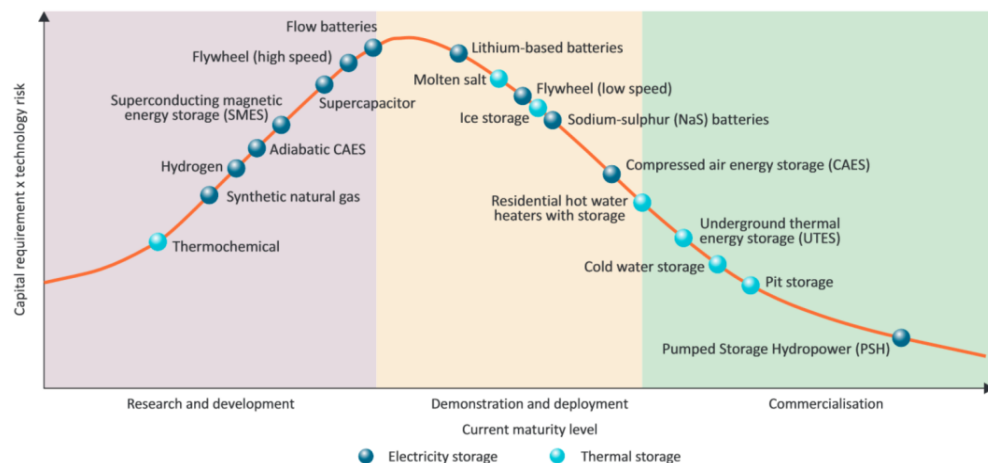 Capital requirement x technology risk
Flow batteries
Flywheel (high speed)
Supercapacitor
Superconducting magnetic
energy storage (SMES)
Adiabatic CAES
Hydrogen
Synthetic natural gas
Thermochemical
Lithium-based batteries
Molten salt
Flywheel (low speed)
Ice storage
Sodium-sulphur (NaS) batteries
Compressed air energy storage (CAES)
Residential hot water
heaters with storage
Underground thermal
energy storage (UTES)
Cold water storage
Pit storage
Pumped Storage Hydropower (PSH)
Research and development
Demonstration and deployment
Commercialisation
Current maturity level
Electricity storage
Thermal storage